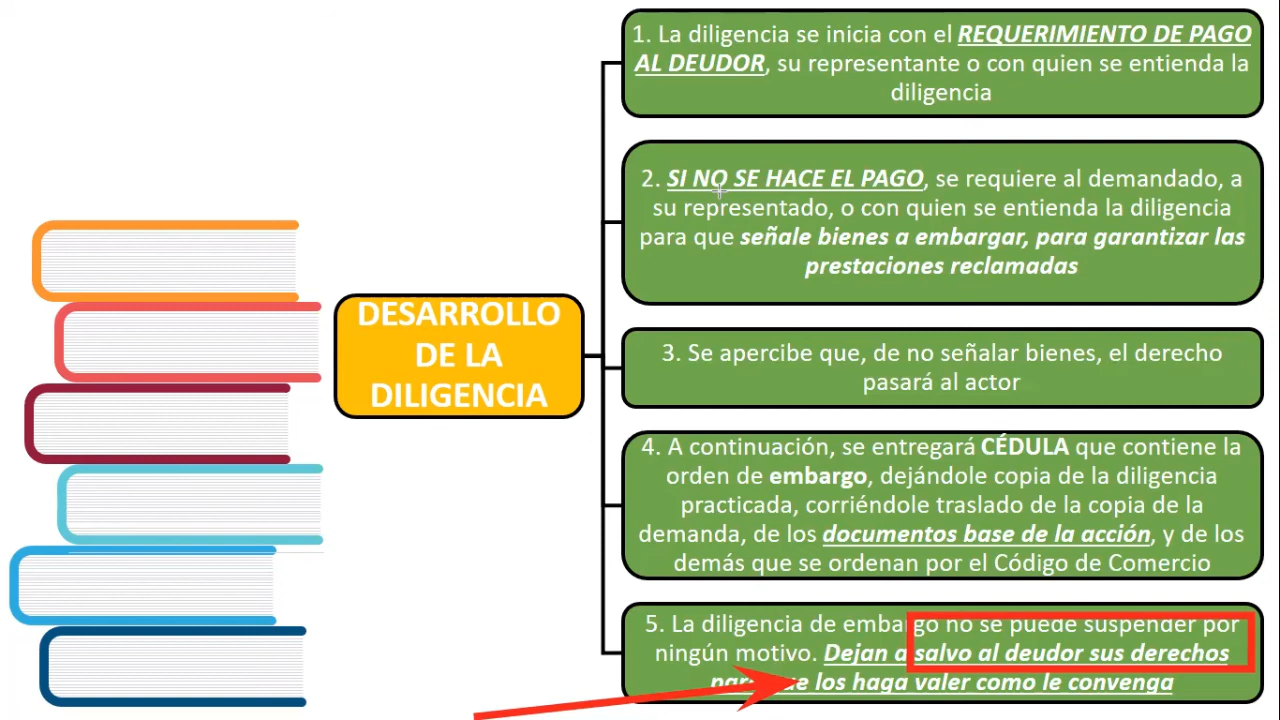 DESARROLLO
DE LA
DILIGENCIA
1. La diligencia se inicia con el REQUERIMIENTO DE PAGO
AL DEUDOR, su representante o con quien se entienda la
diligencia
2. SI NO SE HACE EL PAGO, se requiere al demandado, a
su representado, o con quien se entienda la diligencia
para que señale bienes a embargar, para garantizar las
prestaciones reclamadas
3. Se apercibe que, de no señalar bienes, el derecho
pasará al actor
4. A continuación, se entregará CÉDULA que contiene la
orden de embargo, dejándole copia de la diligencia
practicada, corriéndole traslado de la copia de la
demanda, de los documentos base de la acción, y de los
demás que se ordenan por el Código de Comercio
5. La diligencia de embargo no se puede suspender por
ningún motivo. Dejan a salvo al deudor sus derechos
para que los haga valer como le convenga